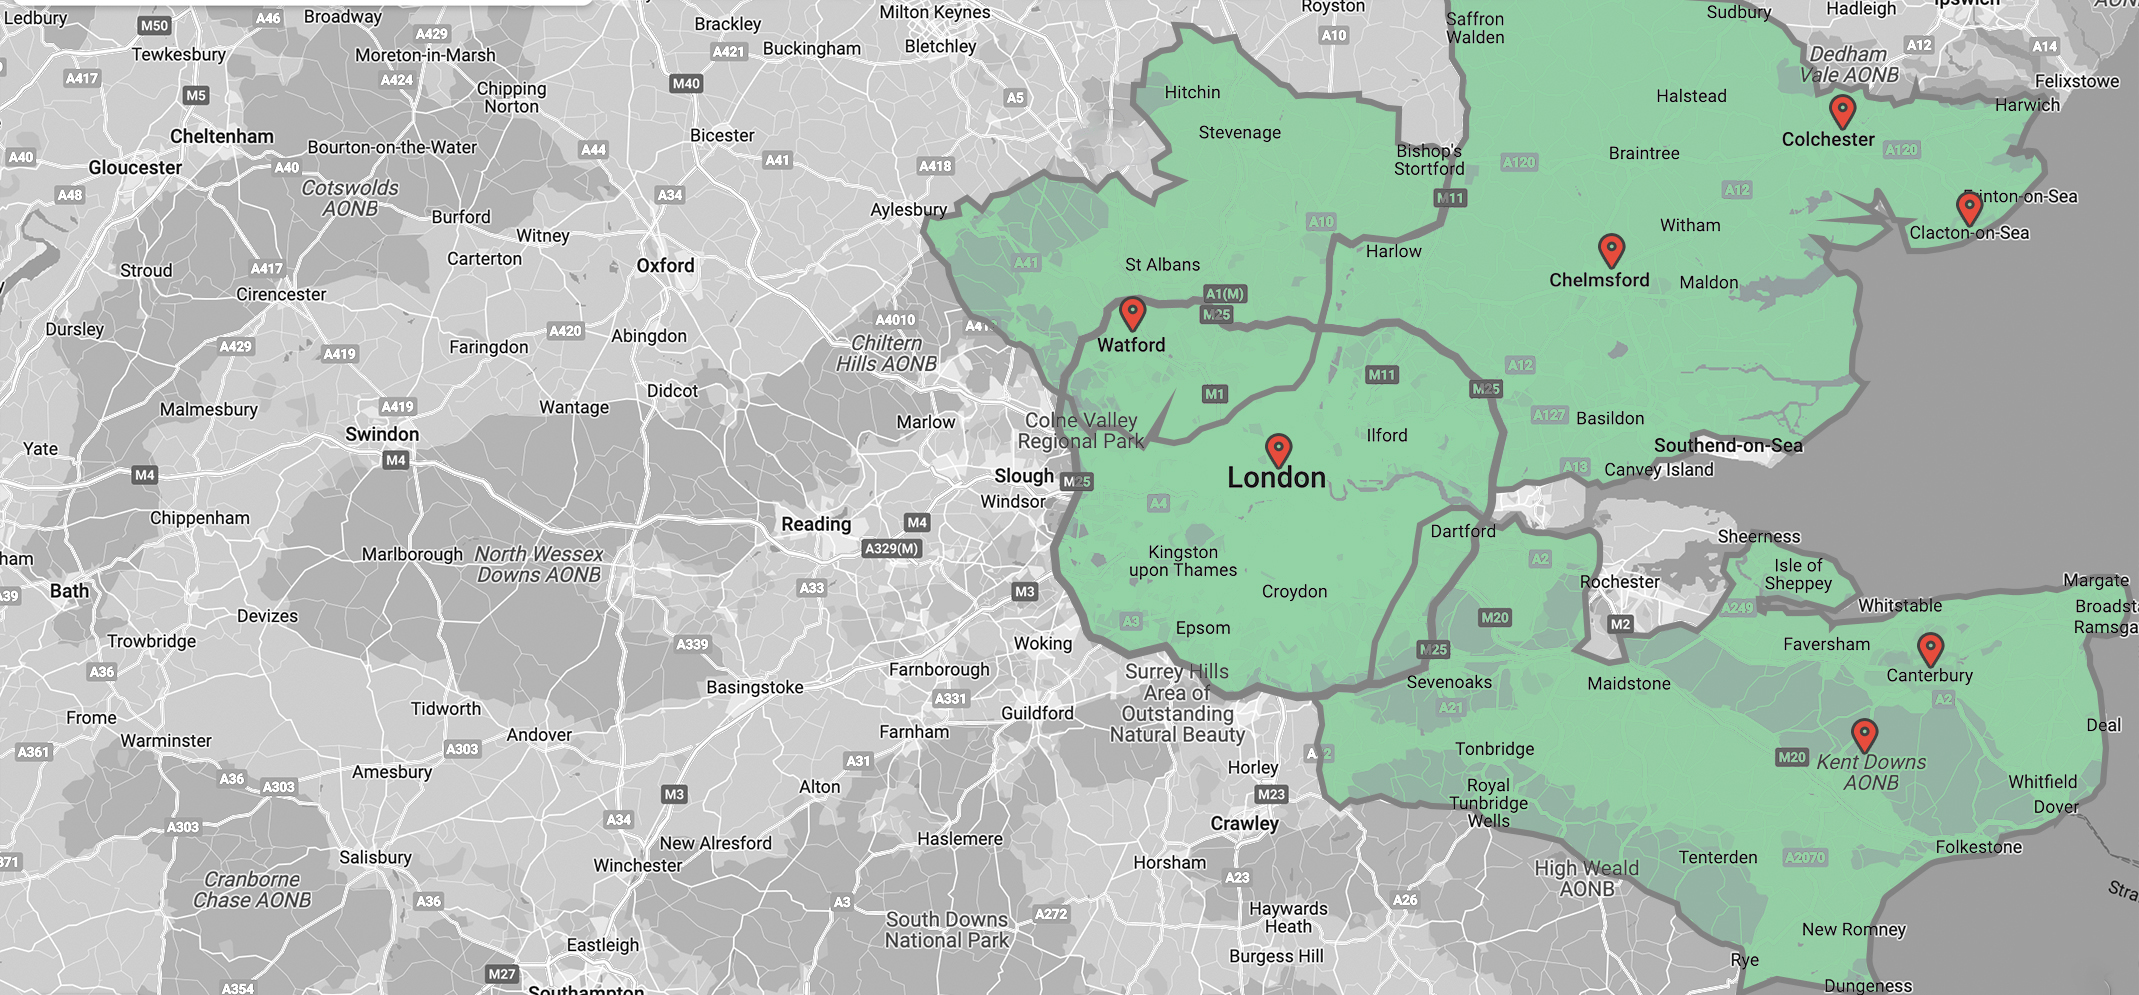 Ledbury
M50
A46
Broadway
Tewkesbury
A429
Moreton-in-Marsh
A417
A424
M5
Chipping
Norton
Cheltenham
A40
Gloucester
A40
Bourton-on-the-Water
A44
A48
Cotswolds
AONB
Burford
Witney
Carterton
Oxford
A34
Stroud
A417
Cirencester
Dursley
A429
A419
A420
Faringdon
Abingdon
Didcot
Malmesbury
A419
Wantage
Yate
Swindon
M4
M4
Chippenham
Marlborough
North Wessex
Downs AONB
Bath
Devizes
Trowbridge
A36
Frome
Warminster
A361
A36
A303
Tidworth
A303
Andover
Amesbury
A303
Salisbury
Cranborne
Chase AONB
A36
A354
A34
M3
Winchester
New Alresford
Eastleigh
M27
Southampton
Brackley
A421
Buckingham
M40
Bicester
A41
Milton Keynes
Bletchley
A5
A418
Aylesbury
A4010
Chiltern
Hills AONB
Marlow
Reading
M4
A329(M)
A33
A339
Basingstoke
Slough
Windsor
M25
M3
Woking
Farnborough
A331
Farnham
Guildford
A31
Alton
Haslemere
A3
South Downs
National Park
A272
Royston
A10
Hitchin
Stevenage
Bishop's
Stortford
M11
A10
Harlow
St Albans
A41
A1(M)
M25
Watford
M1
M11
M25
Colne Valley
Regional Park
Ilford
London
A4
Kingston
upon Thames
Croydon
A3
Epsom
Surrey Hills
Area of
Outstanding
Natural Beauty
Horley
M23
Crawley
Horsham
A23
Haywards
Heath
Burgess Hill
A26
High Weald
AONB
Saffron
Walden
Sudbury
Hadleigh
Ipswich
A12
A14
Dedham
Vale AONB
Felixstowe
Harwich
Halstead
Colchester
A120
Braintree
A120
A12
Witham
Clacton-on-Sea
Chelmsford
Maldon
A12
A127
Basildon
Southend-on-Sea
A13
Canvey Island
Dartford
A2
Rochester
M20
M2
M25
Sevenoaks
A21
Maidstone
Tonbridge
Royal
Tunbridge
Wells
Sheerness
Isle of
Sheppey
A249
Whitstable
Margate
Faversham
Canterbury
A2
Deal
M20
Kent Downs
AONB
Whitfield
Dover
Folkestone
Tenterden
A2070
New Romney
Rye
Dungeness